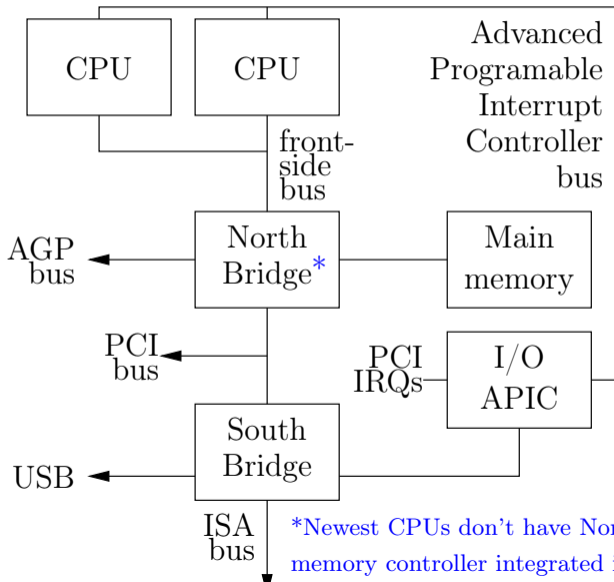 CPU
CPU
Advanced
Programable
Interrupt
Controller
bus
front-
side
bus
AGP
bus
North
Bridge*
Main
memory
PCI
bus
PCI
IRQs
I/O
APIC
South
Bridge
USB
ISA
bus
*Newest CPUs don't have
memory controller integrated